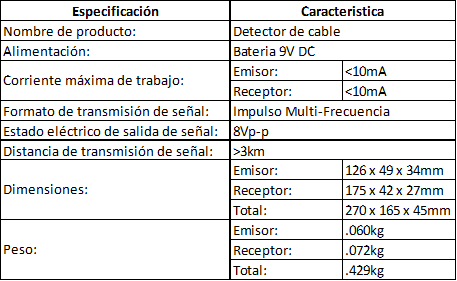 Especificación Caracteristica
Nombre de producto: Detector de cable
Alimentación: Bateria 9V DC
Corriente máxima de trabajo: Emisor: <10mA
Receptor: <10mA
Formato de transmisión de señal: Impulso Multi-Frecuencia
Estado eléctrico de salida de señal: 8Vp-p
Distancia de transmisión de señal: >3km
Dimensiones: Emisor: 126 x 49 x 34mm
Receptor: 175 x 42 x 27mm
Total: 270 x 165 x 45mm
Peso: Emisor: .060kg
Receptor: .072kg
Total: .429kg